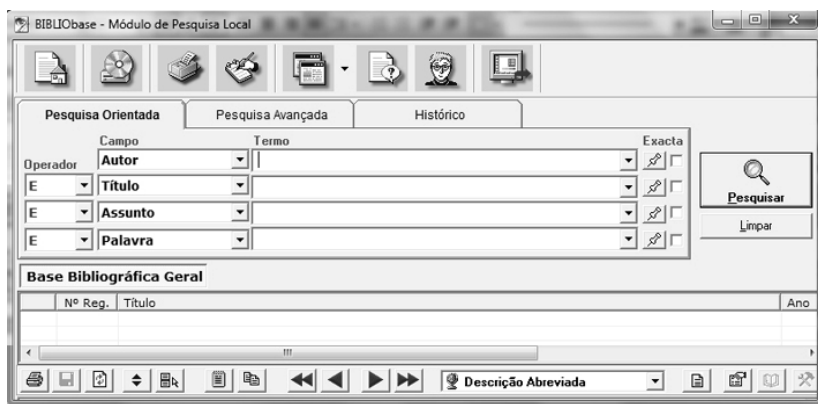 BIBLIObase - Módulo de Pesquisa Local
Pesquisa Orientada Pesquisa Avançada Histórico
Campo Termo Exacta
Operador Autor
E Título
E Assunto
E Palavra
Pesquisar
Limpar
Base Bibliográfica Geral
Nº Reg. Título Ano
Descrição Abreviada